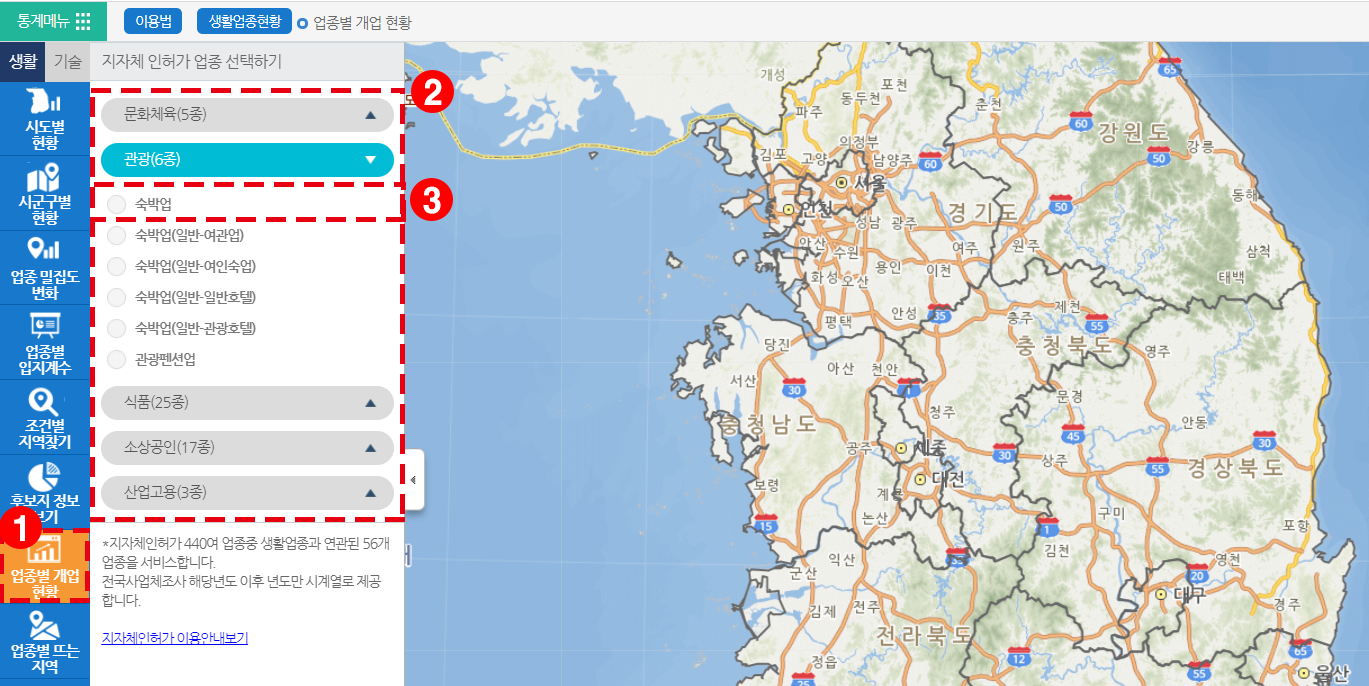 통계메뉴
이용법
생활업종현황
업종별 개업 현황
생활
기술
지자체 인허가 업종 선택하기
시도별
현황
시군구별
현황
업종 밀집도
변화
업종별
입지계수
조건별
지역찾기
후보지 정보
보기
1
업종별 개업
현황
업종별 뜨는
지역
2
문화체육(5종)
관광(6종)
3
숙박업
숙박업(일반-여관업)
숙박업(일반-여인숙업)
숙박업(일반-일반호텔)
숙박업(일반-관광호텔)
관광펜션업
식품(25종)
소상공인(17종)
산업고용(3종)
*지자체인허가 440여 업종중 생활업종과 연관된 56개
업종을 서비스합니다.
전국사업체조사 해당년도 이후 년도만 시계열로 제공
합니다.
지자체인허가 이용안내보기
65
개성
포천
동두천
춘천
파주
60
강원도
의정부
강릉
50
김포
고양
남양주
60
서울
동해
인천
경기도
50
성남
광주
안산
수원
여주
원주
삼척
용인
이천
태백
화성
오산
안성
35
제천
평택
충주
55
당진
충청북도
영주
아산
천안
서산
30
1
문경
청주
안동
충청남도
45
30
공주
세종
30
상주
55
경상북도
대전
보령
계룡
구미
15
논산
1
포항
익산
김천
영천
군산
20
대구
김제
전주
경주
전라북도
65
정읍
12
55
울산
25